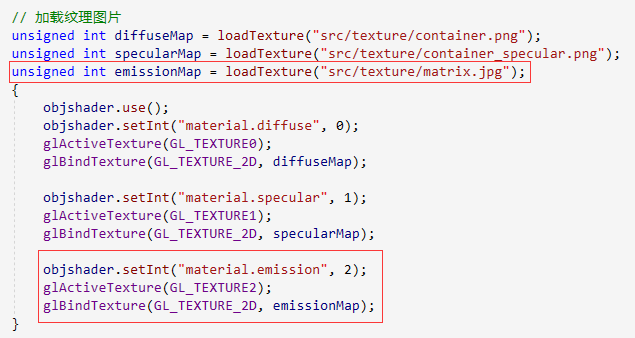 // 加载纹理图片
unsigned int diffuseMap = loadTexture("src/texture/container.png");
unsigned int specularMap = loadTexture("src/texture/container_specular.png");
unsigned int emissionMap = loadTexture("src/texture/matrix.jpg");
{
    objshader.use();
    objshader.setInt("material.diffuse", 0);
    glActiveTexture(GL_TEXTURE0);
    glBindTexture(GL_TEXTURE_2D, diffuseMap);

    objshader.setInt("material.specular", 1);
    glActiveTexture(GL_TEXTURE1);
    glBindTexture(GL_TEXTURE_2D, specularMap);

    objshader.setInt("material.emission", 2);
    glActiveTexture(GL_TEXTURE2);
    glBindTexture(GL_TEXTURE_2D, emissionMap);
}